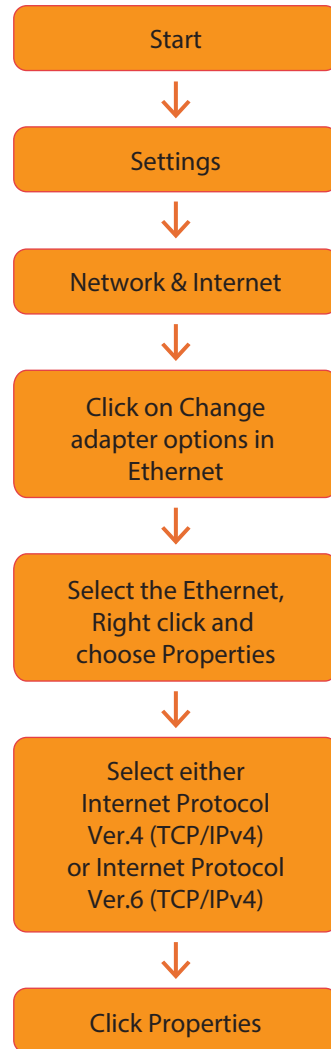 Start
Settings
Network & Internet
Click on Change
adapter options in
Ethernet
Select the Ethernet,
Right click and
choose Properties
Select either
Internet Protocol
Ver.4 (TCP/IPv4)
or Internet Protocol
Ver.6 (TCP/IPv4)
Click Properties